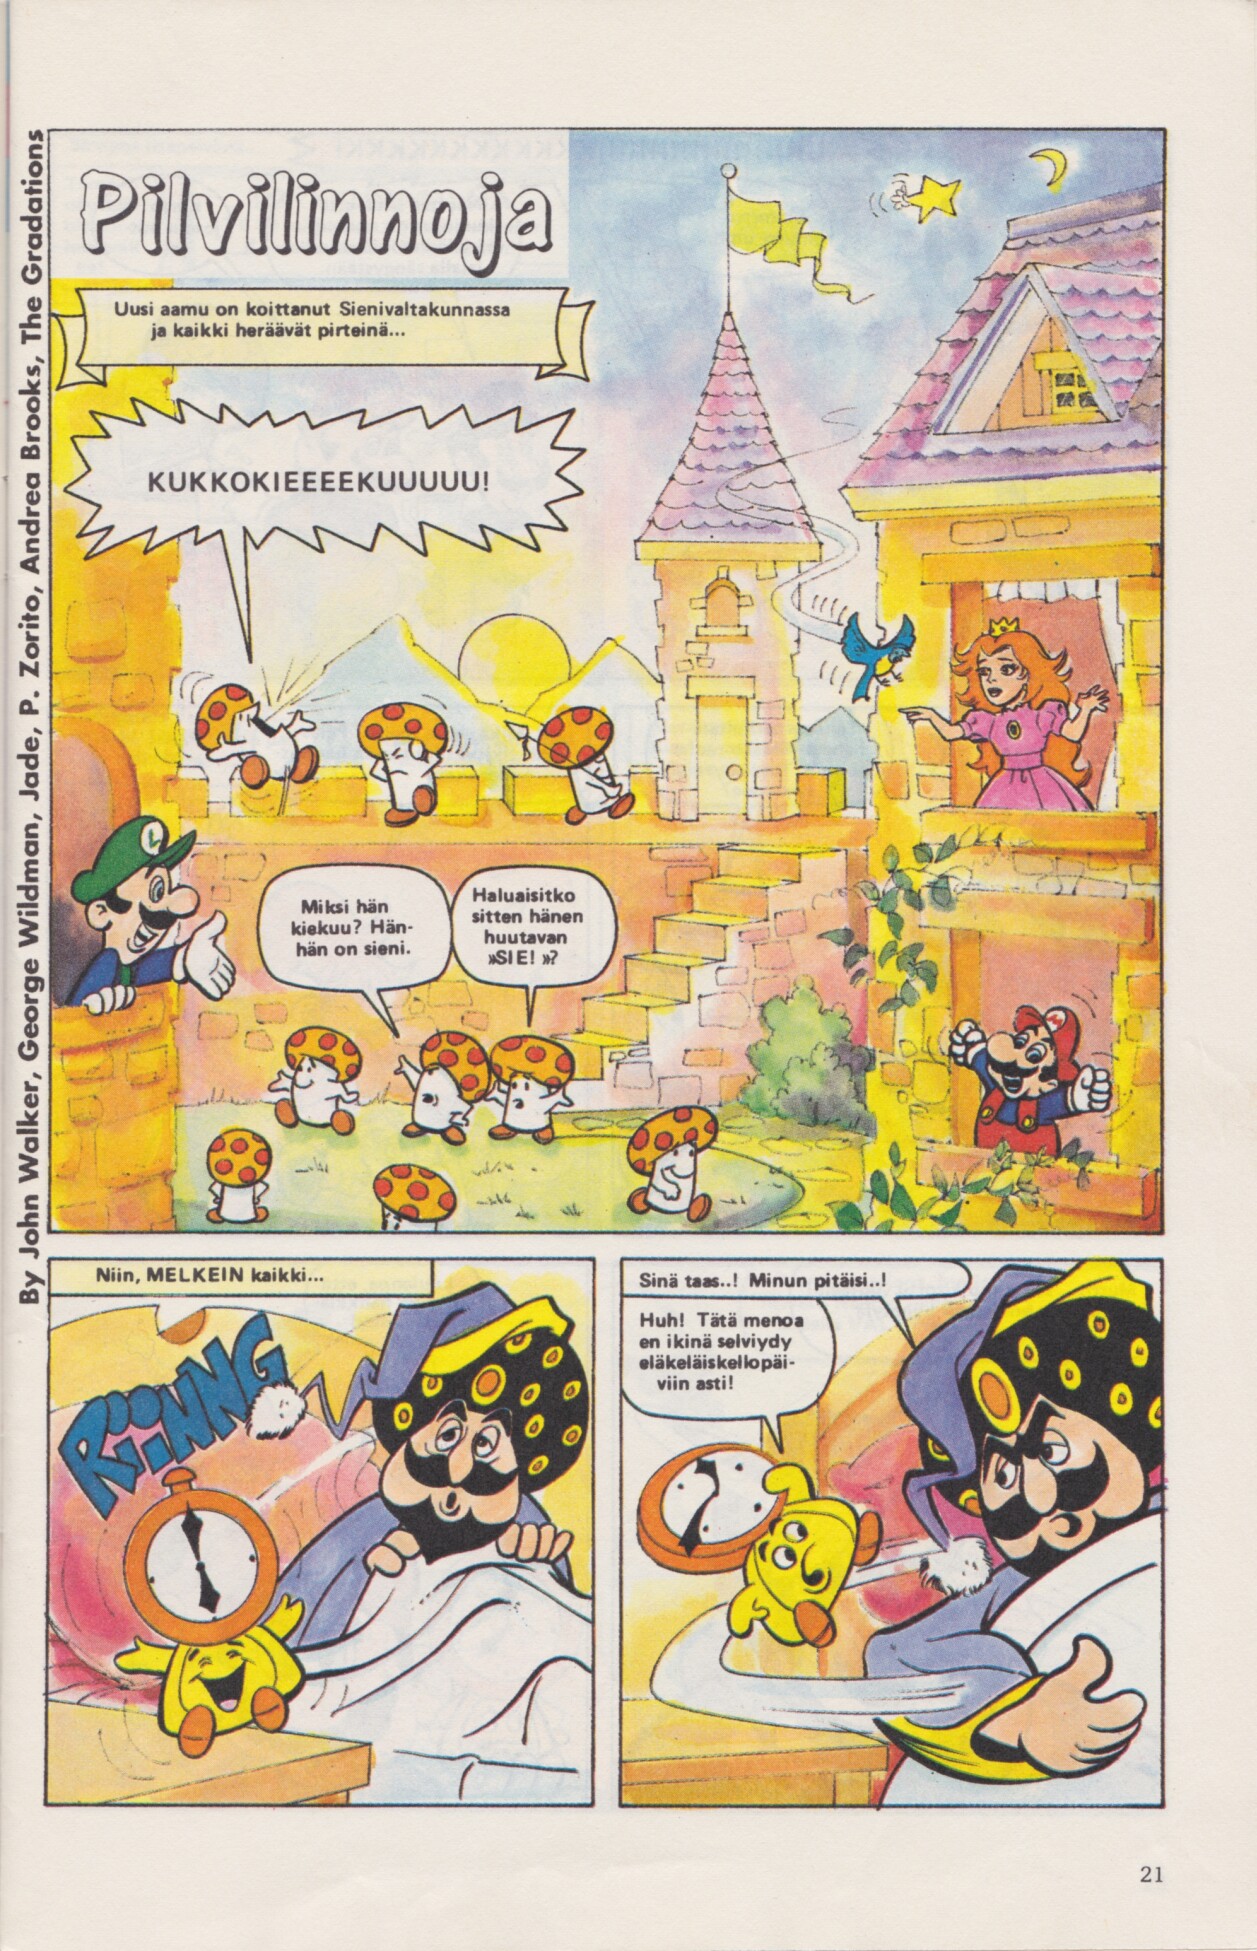 Pilvilinnoja
Uusi aamu on koittanut Sienivaltakunnassa
ja kaikki heräävät pirteinä...
KUKKOKIEEEEKUUUUU!
Miksi hän
kiekuu? Hän-
hän on sieni.
Haluaisitko
sitten hänen
huutavan
»SIE! »?
L
M
Niin, MELKEIN kaikki...
RIIINNG
Sinä taas..! Minun pitäisi..!
Huh! Tätä menoa
en ikinä selviydy
eläkeläiskellopäi-
viin asti!
By John Walker, George Wildman, Jade, P. Zorito, Andrea Brooks, The Gradations
21